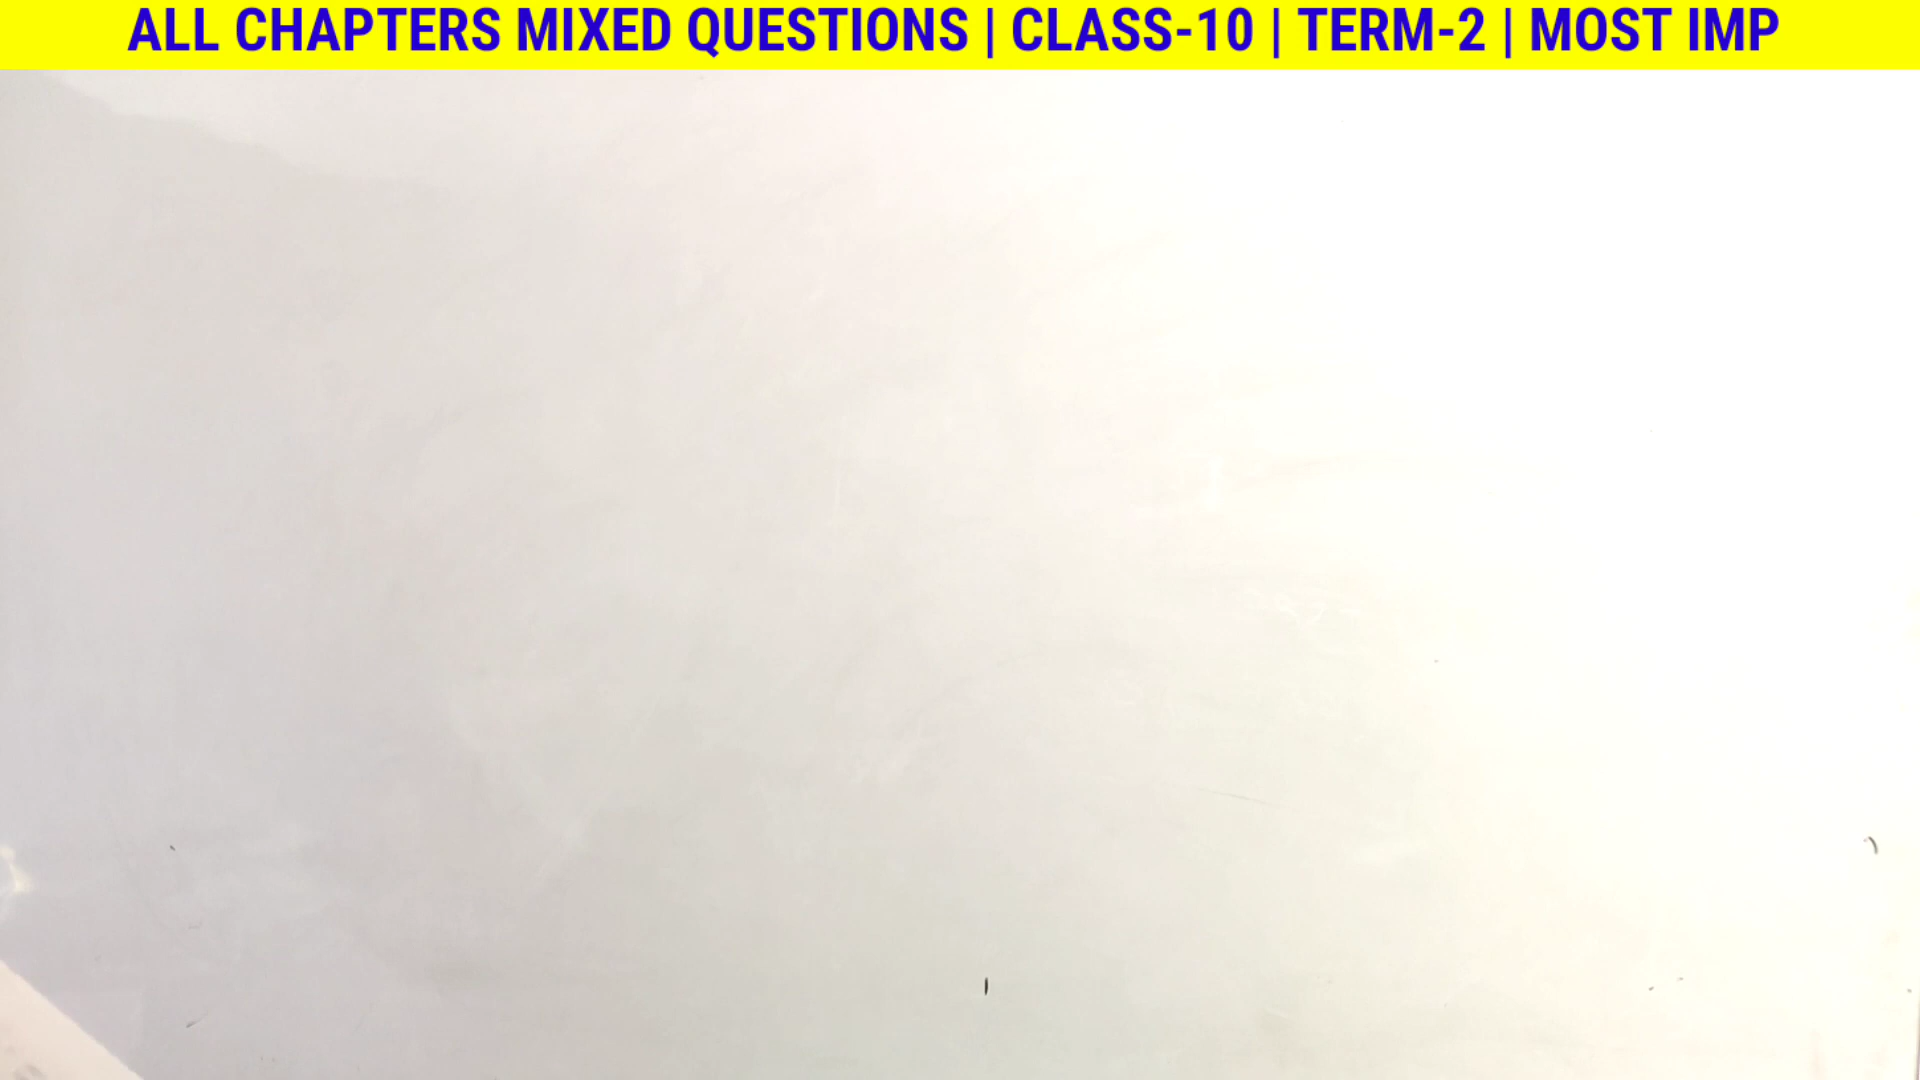 ALL CHAPTERS MIXED QUESTIONS | CLASS-10 | TERM-2 | MOST IMP